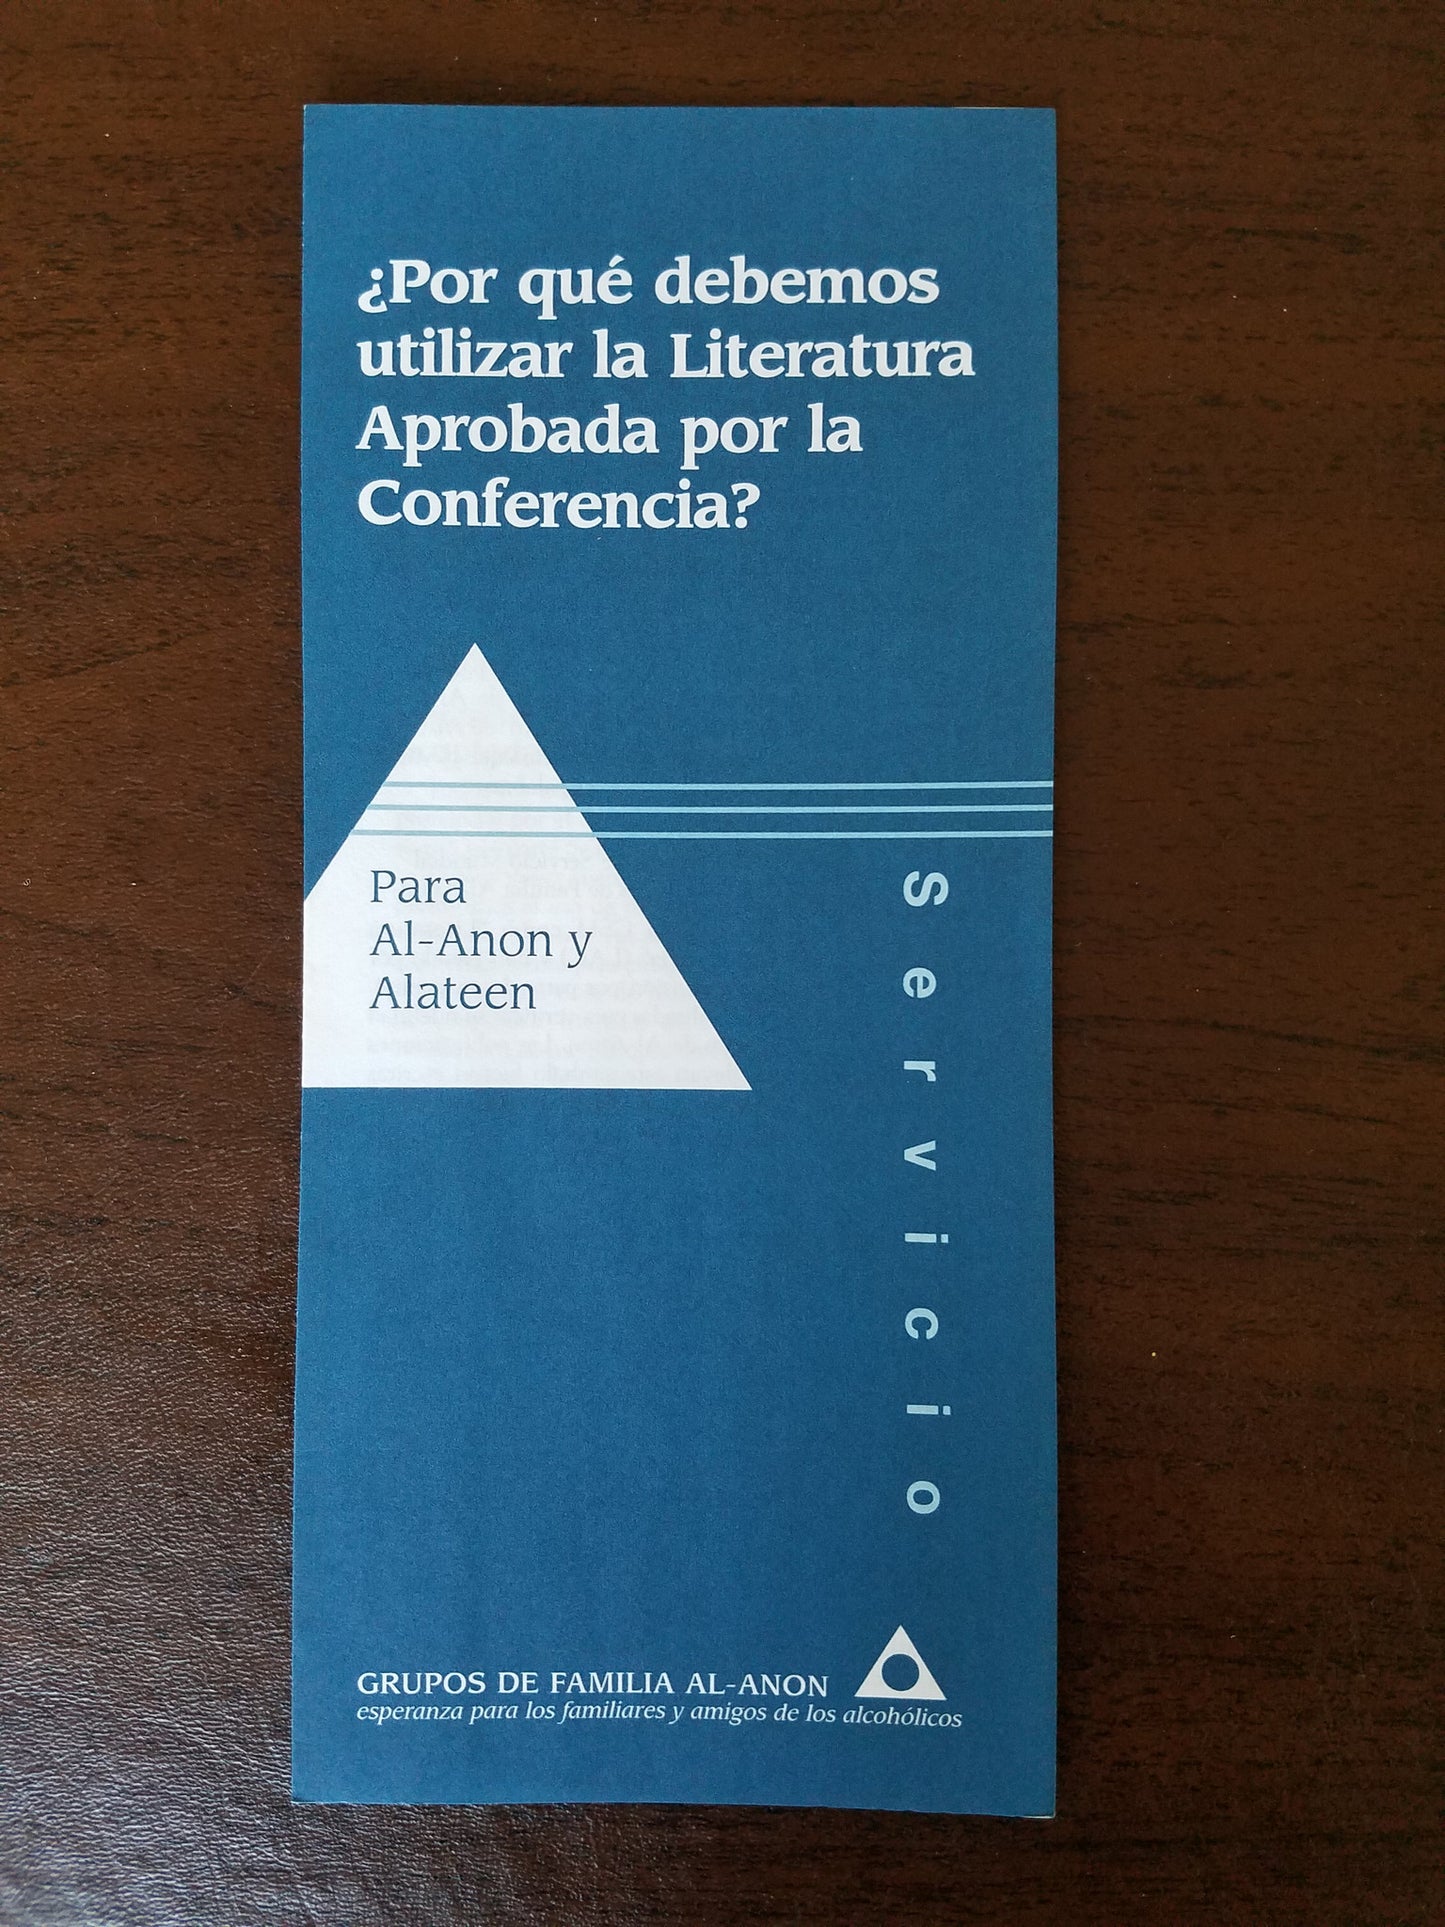 ¿Por qué debemos
utilizar la Literatura
Aprobada por la
Conferencia?
Para
Al-Anon y
Alateen
Servicio
GRUPOS DE FAMILIA AL-ANON
esperanza para los familiares y amigos de los alcohólicos